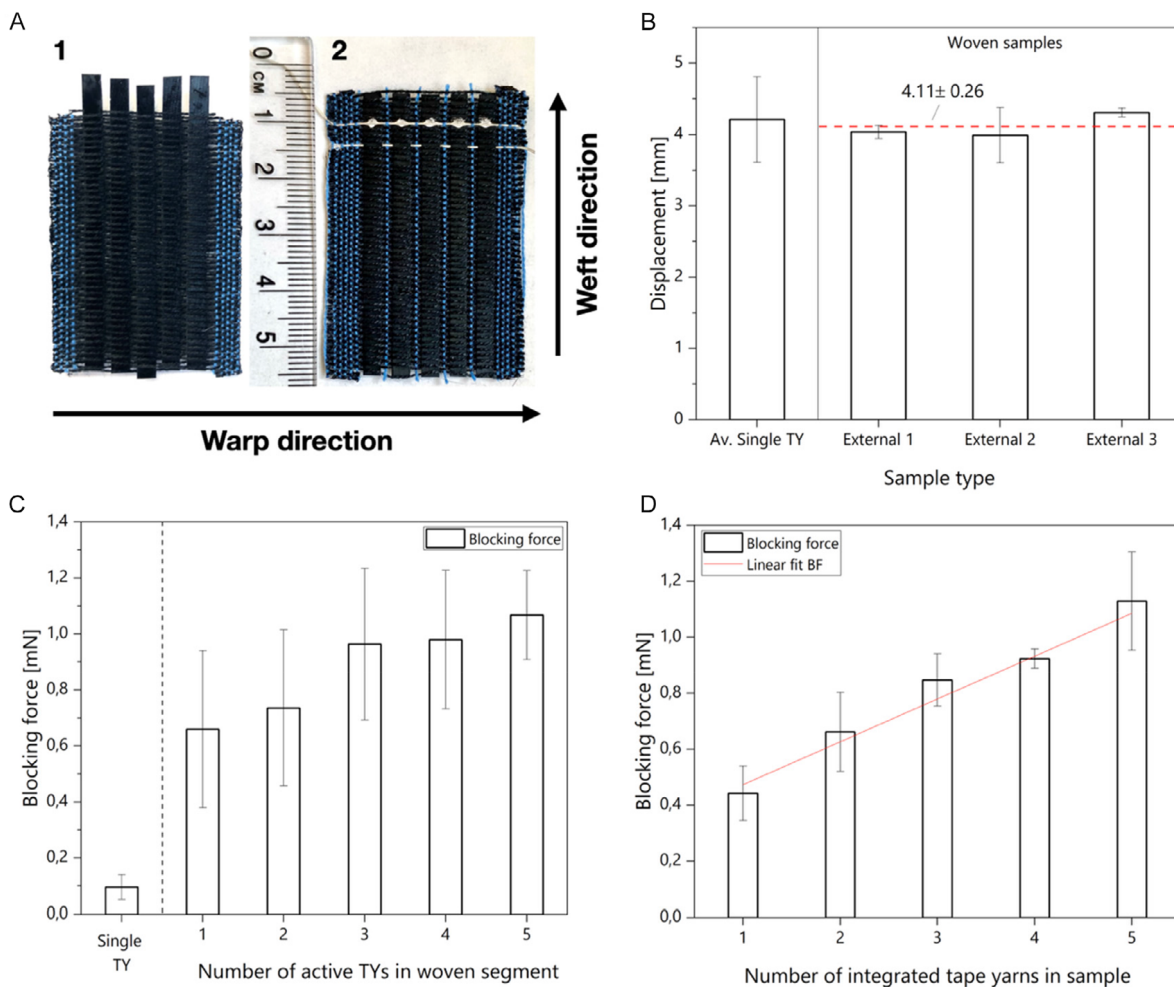 A
1
2
0
CM
1
2
3
4
5
Weft direction
Warp direction
B
Woven samples
4.11± 0.26
Displacement [mm]
5
4
3
2
1
0
Av. Single TY External 1 External 2 External 3
Sample type
C
Blocking force
Blocking force [mN]
1,4
1,2
1,0
0,8
0,6
0,4
0,2
0,0
Single
TY
1 2 3 4 5
Number of active TYs in woven segment
D
Blocking force
Linear fit BF
Blocking force [mN]
1,4
1,2
1,0
0,8
0,6
0,4
0,2
0,0
1 2 3 4 5
Number of integrated tape yarns in sample